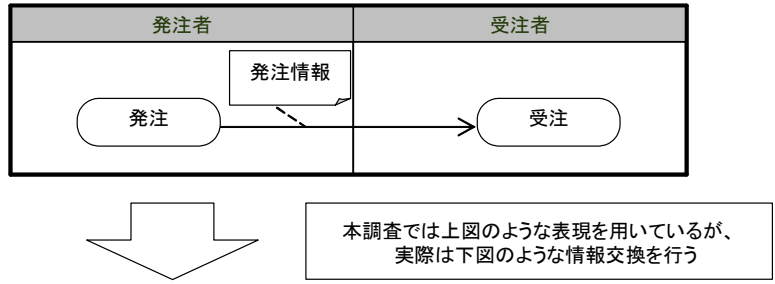 発注者
受注者
発注情報
発注
受注
本調査では上図のような表現を用いているが、
実際は下図のような情報交換を行う